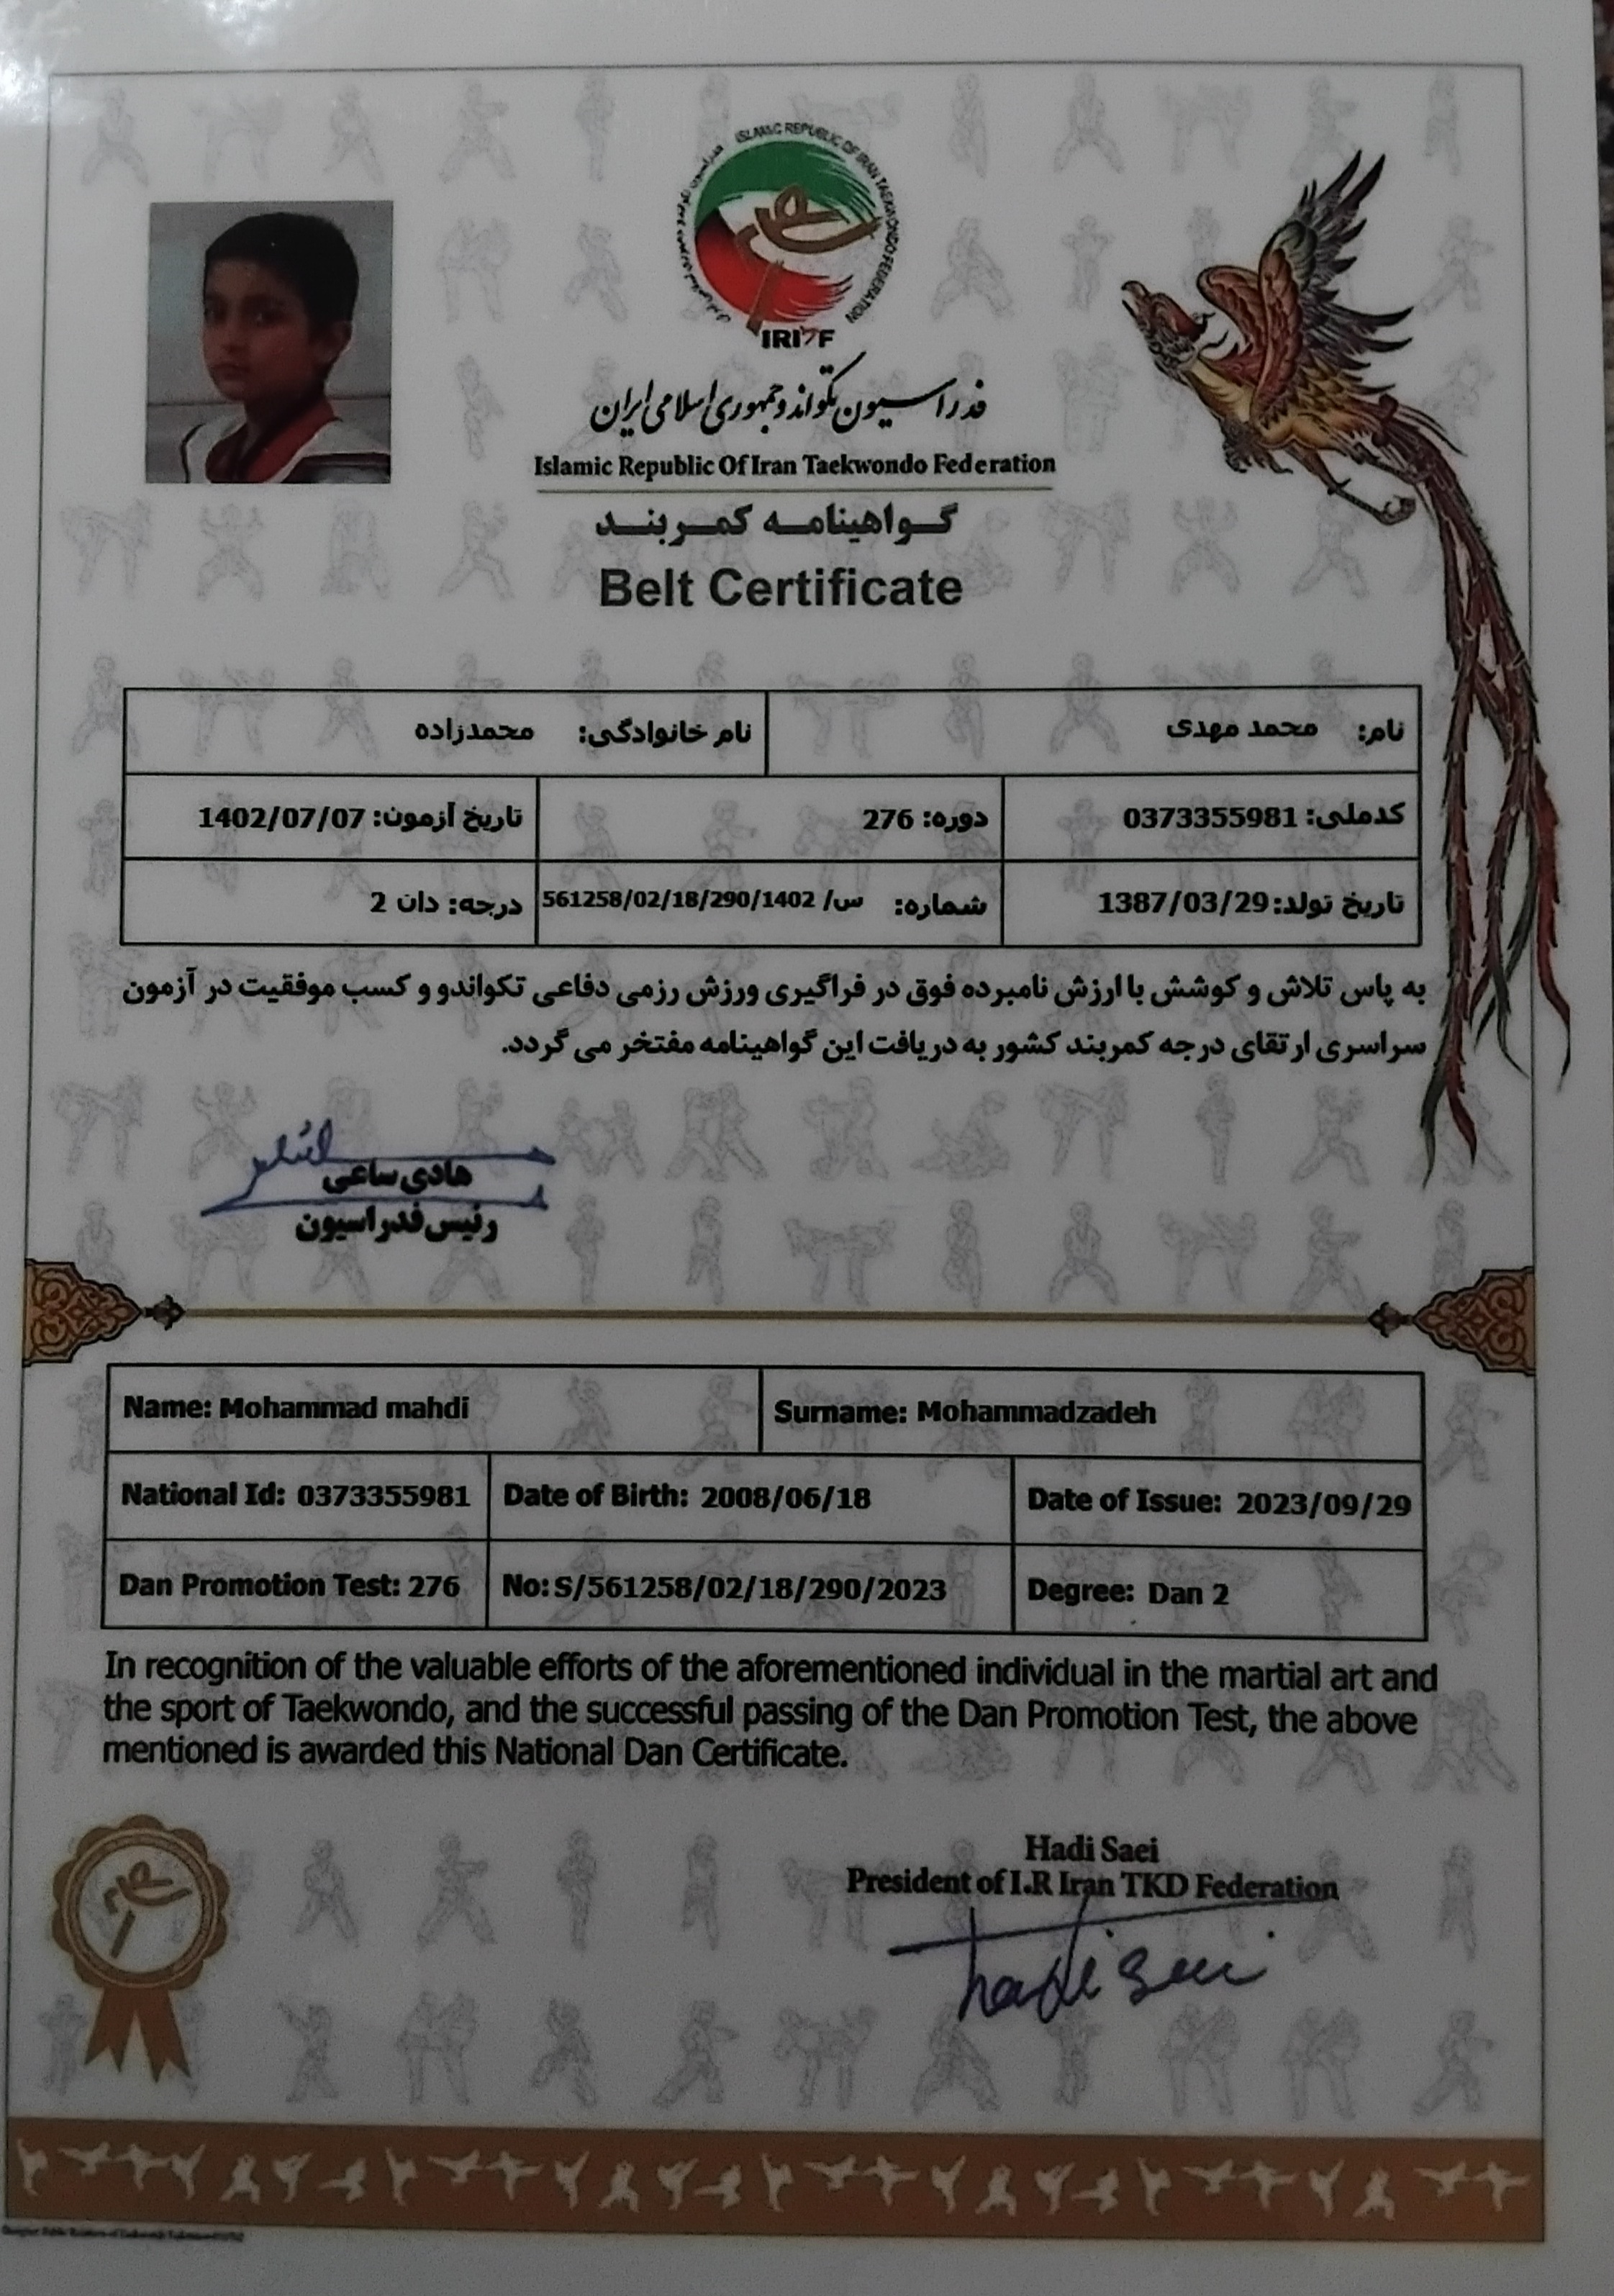 ISLAMIC REPUBLIC OF IRAN TAEKWONDO FEDERATION
IRITF
فدراسیون تکواندو جمهوری اسلامی ایران
Islamic Republic Of Iran Taekwondo Federation
گواهینامه کمربند
Belt Certificate
نام: محمد مهدی نام خانوادگی: محمدزاده
کدملی: 0373355981 دوره: 276 تاریخ آزمون: 1402/07/07
تاریخ تولد: 1387/03/29 شماره: س/ 561258/02/18/290/1402 درجه: دان 2
به پاس تلاش و کوشش با ارزش نامبرده فوق در فراگیری ورزش رزمی دفاعی تکواندو و کسب موفقیت در آزمون
سراسری ارتقای درجه کمربند کشور به دریافت این گواهینامه مفتخر می گردد.
هادی ساعی
رئیس فدراسیون
Name: Mohammad mahdi Surname: Mohammadzadeh
National Id: 0373355981 Date of Birth: 2008/06/18 Date of Issue: 2023/09/29
Dan Promotion Test: 276 No: S/561258/02/18/290/2023 Degree: Dan 2
In recognition of the valuable efforts of the aforementioned individual in the martial art and
the sport of Taekwondo, and the successful passing of the Dan Promotion Test, the above
mentioned is awarded this National Dan Certificate.
Hadi Saei
President of I.R Iran TKD Federation
hadi saei